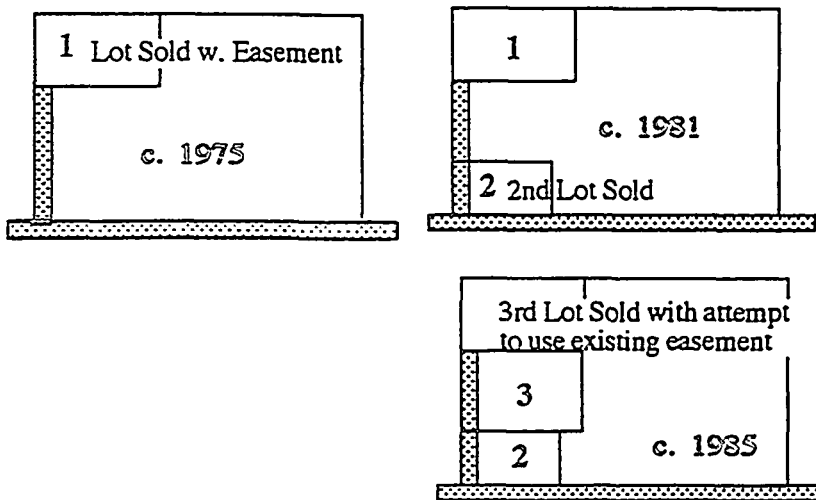 1 Lot Sold w. Easement
c. 1975
1
c. 1981
2 2nd Lot Sold
3rd Lot Sold with attempt
to use existing easement
3
2
c. 1985